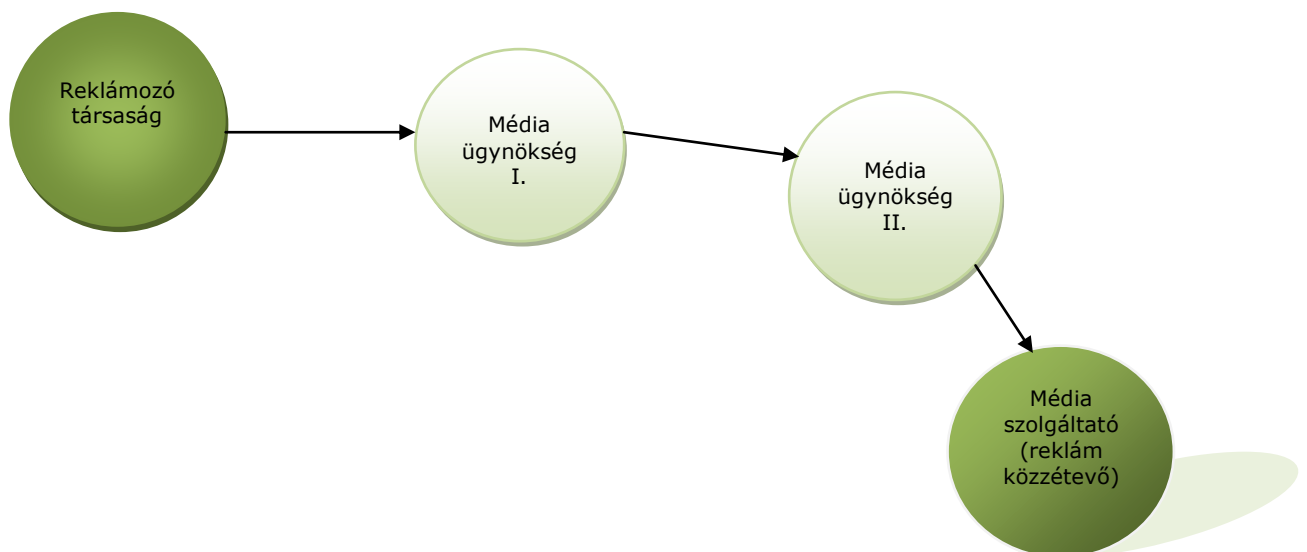 Reklámozó
társaság
Média
ügynökség
I.
Média
ügynökség
II.
Média
szolgáltató
(reklám
közzétevő)